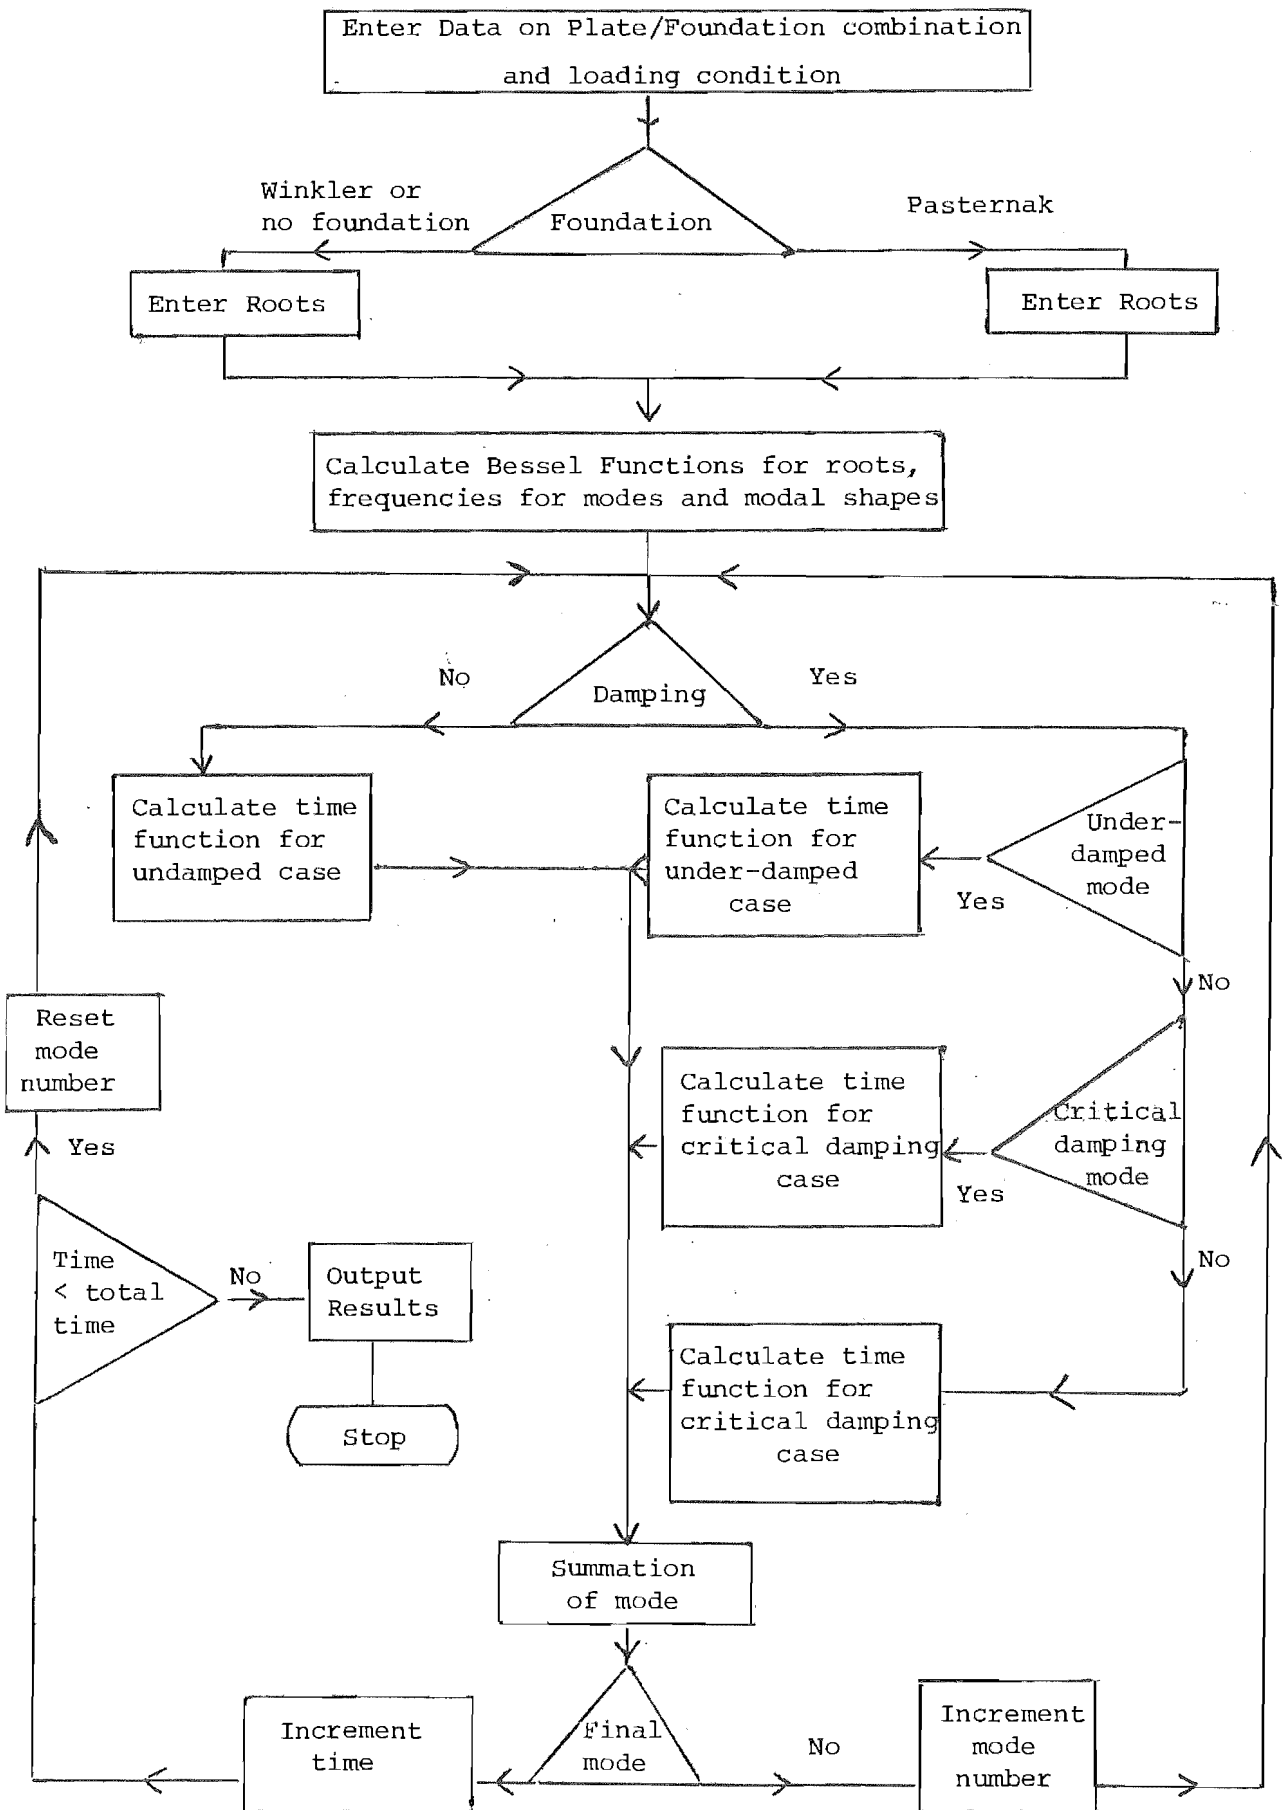 Enter Data on Plate/Foundation combination
and loading condition
Winkler or
no foundation
Foundation
Pasternak
Enter Roots
Enter Roots
Calculate Bessel Functions for roots,
frequencies for modes and modal shapes
No
Damping
Yes
Calculate time
function for
undamped case
Calculate time
function for
under-damped
case
Yes
Under-
damped
mode
No
Reset
mode
number
Yes
Calculate time
function for
critical damping
case
Yes
Critical
damping
mode
No
Time
< total
time
No
Output
Results
Stop
Calculate time
function for
critical damping
case
Summation
of mode
Final
mode
Increment
time
No
Increment
mode
number